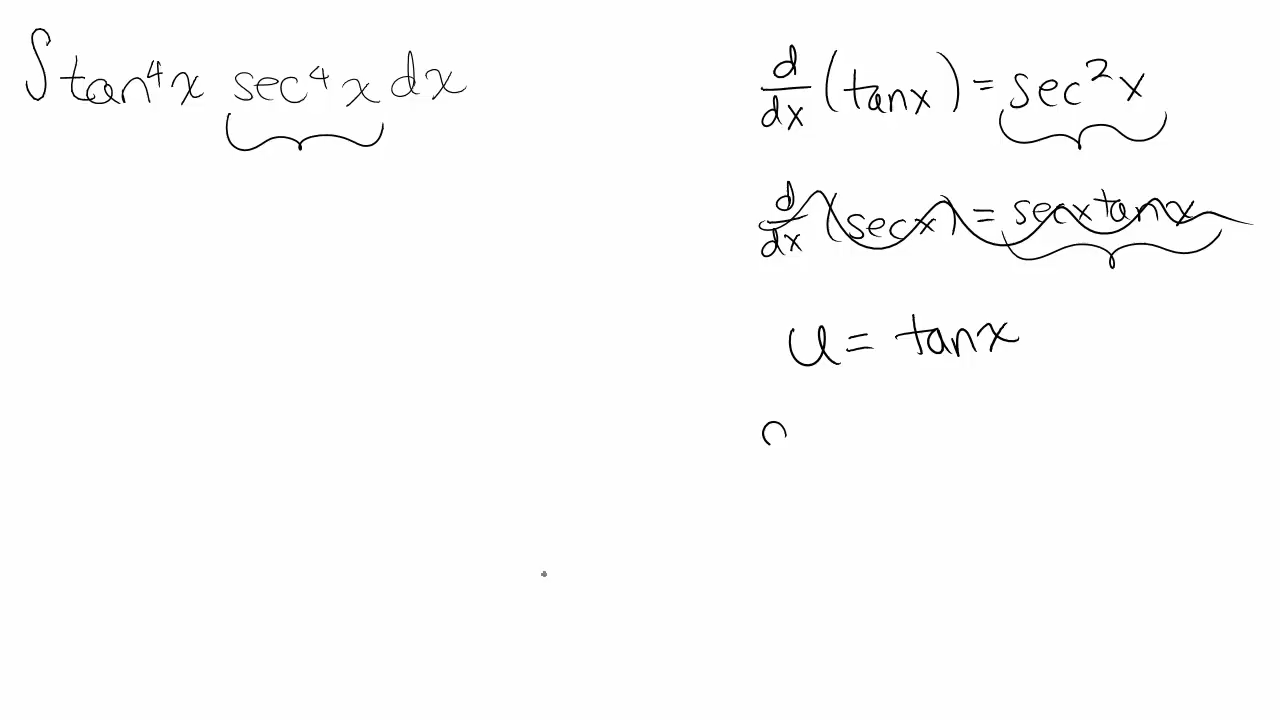 ∫tan⁴x sec⁴x dx
d/dx (tanx) = sec²x
d/dx (secx) = secxtanx
u = tanx